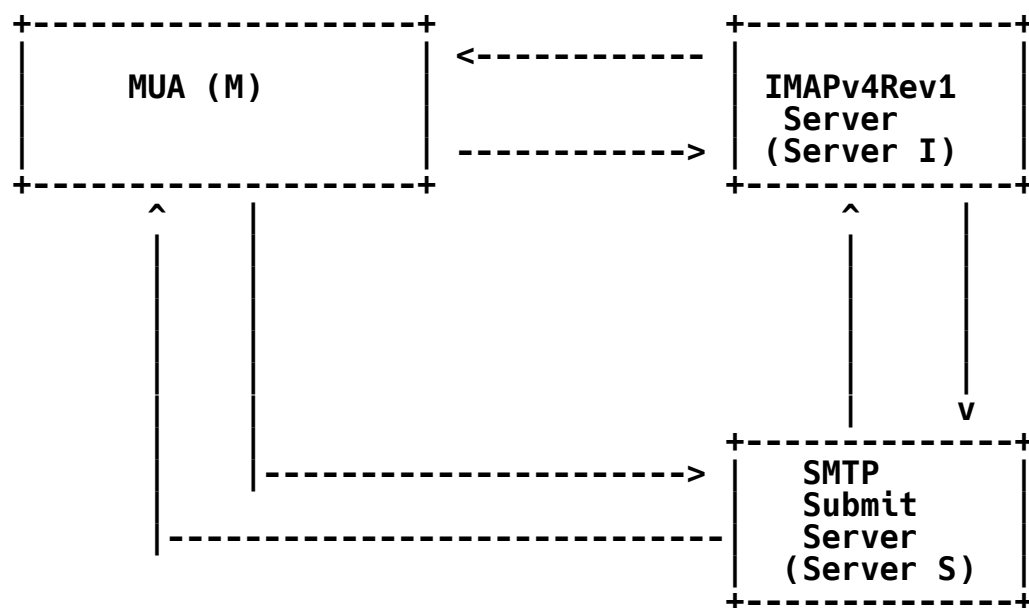 MUA (M)
IMAPv4Rev1
Server
(Server I)
SMTP
Submit
Server
(Server S)